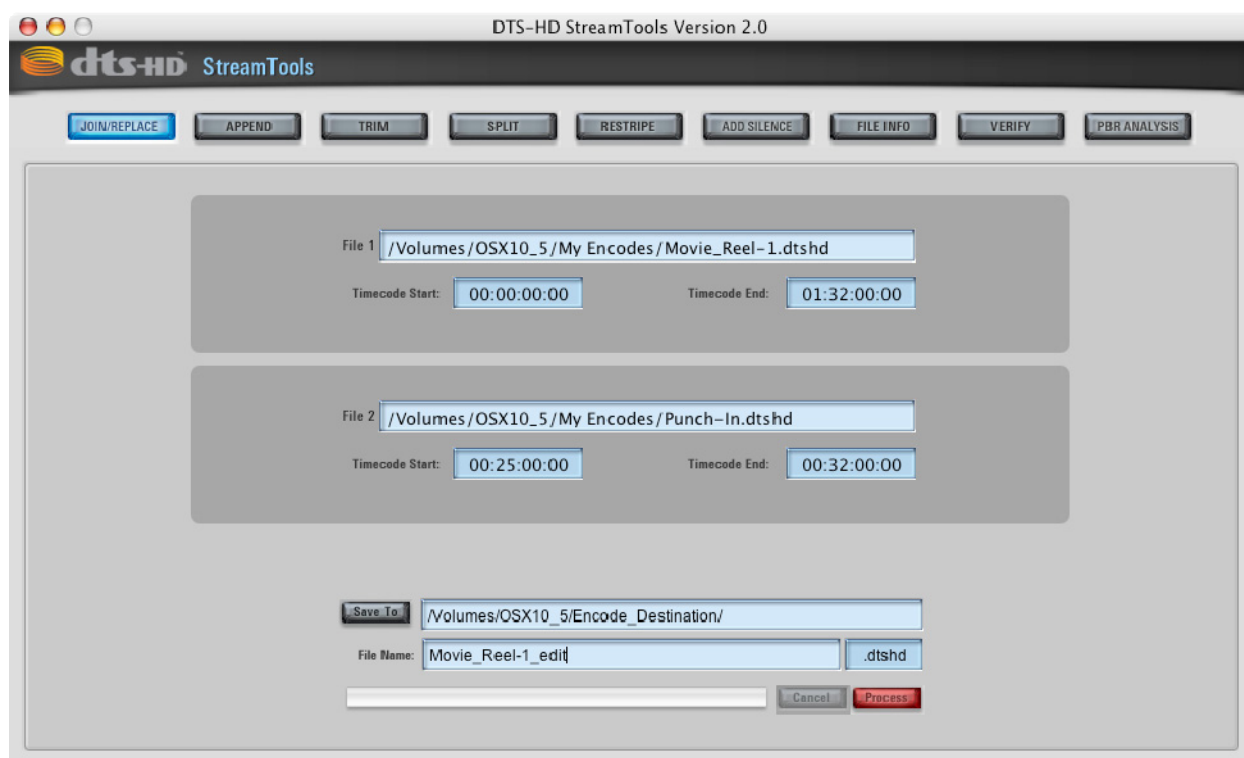 DTS-HD StreamTools Version 2.0
dts-HD StreamTools
JOIN/REPLACE APPEND TRIM SPLIT RESTRIPE ADD SILENCE FILE INFO VERIFY PBR ANALYSIS
File 1 /Volumes/OSX10_5/My Encodes/Movie_Reel-1.dtshd
Timecode Start: 00:00:00:00 Timecode End: 01:32:00:00
File 2 /Volumes/OSX10_5/My Encodes/Punch-In.dtshd
Timecode Start: 00:25:00:00 Timecode End: 00:32:00:00
Save To /Volumes/OSX10_5/Encode_Destination/
File Name: Movie_Reel-1_edit .dtshd
Cancel Process